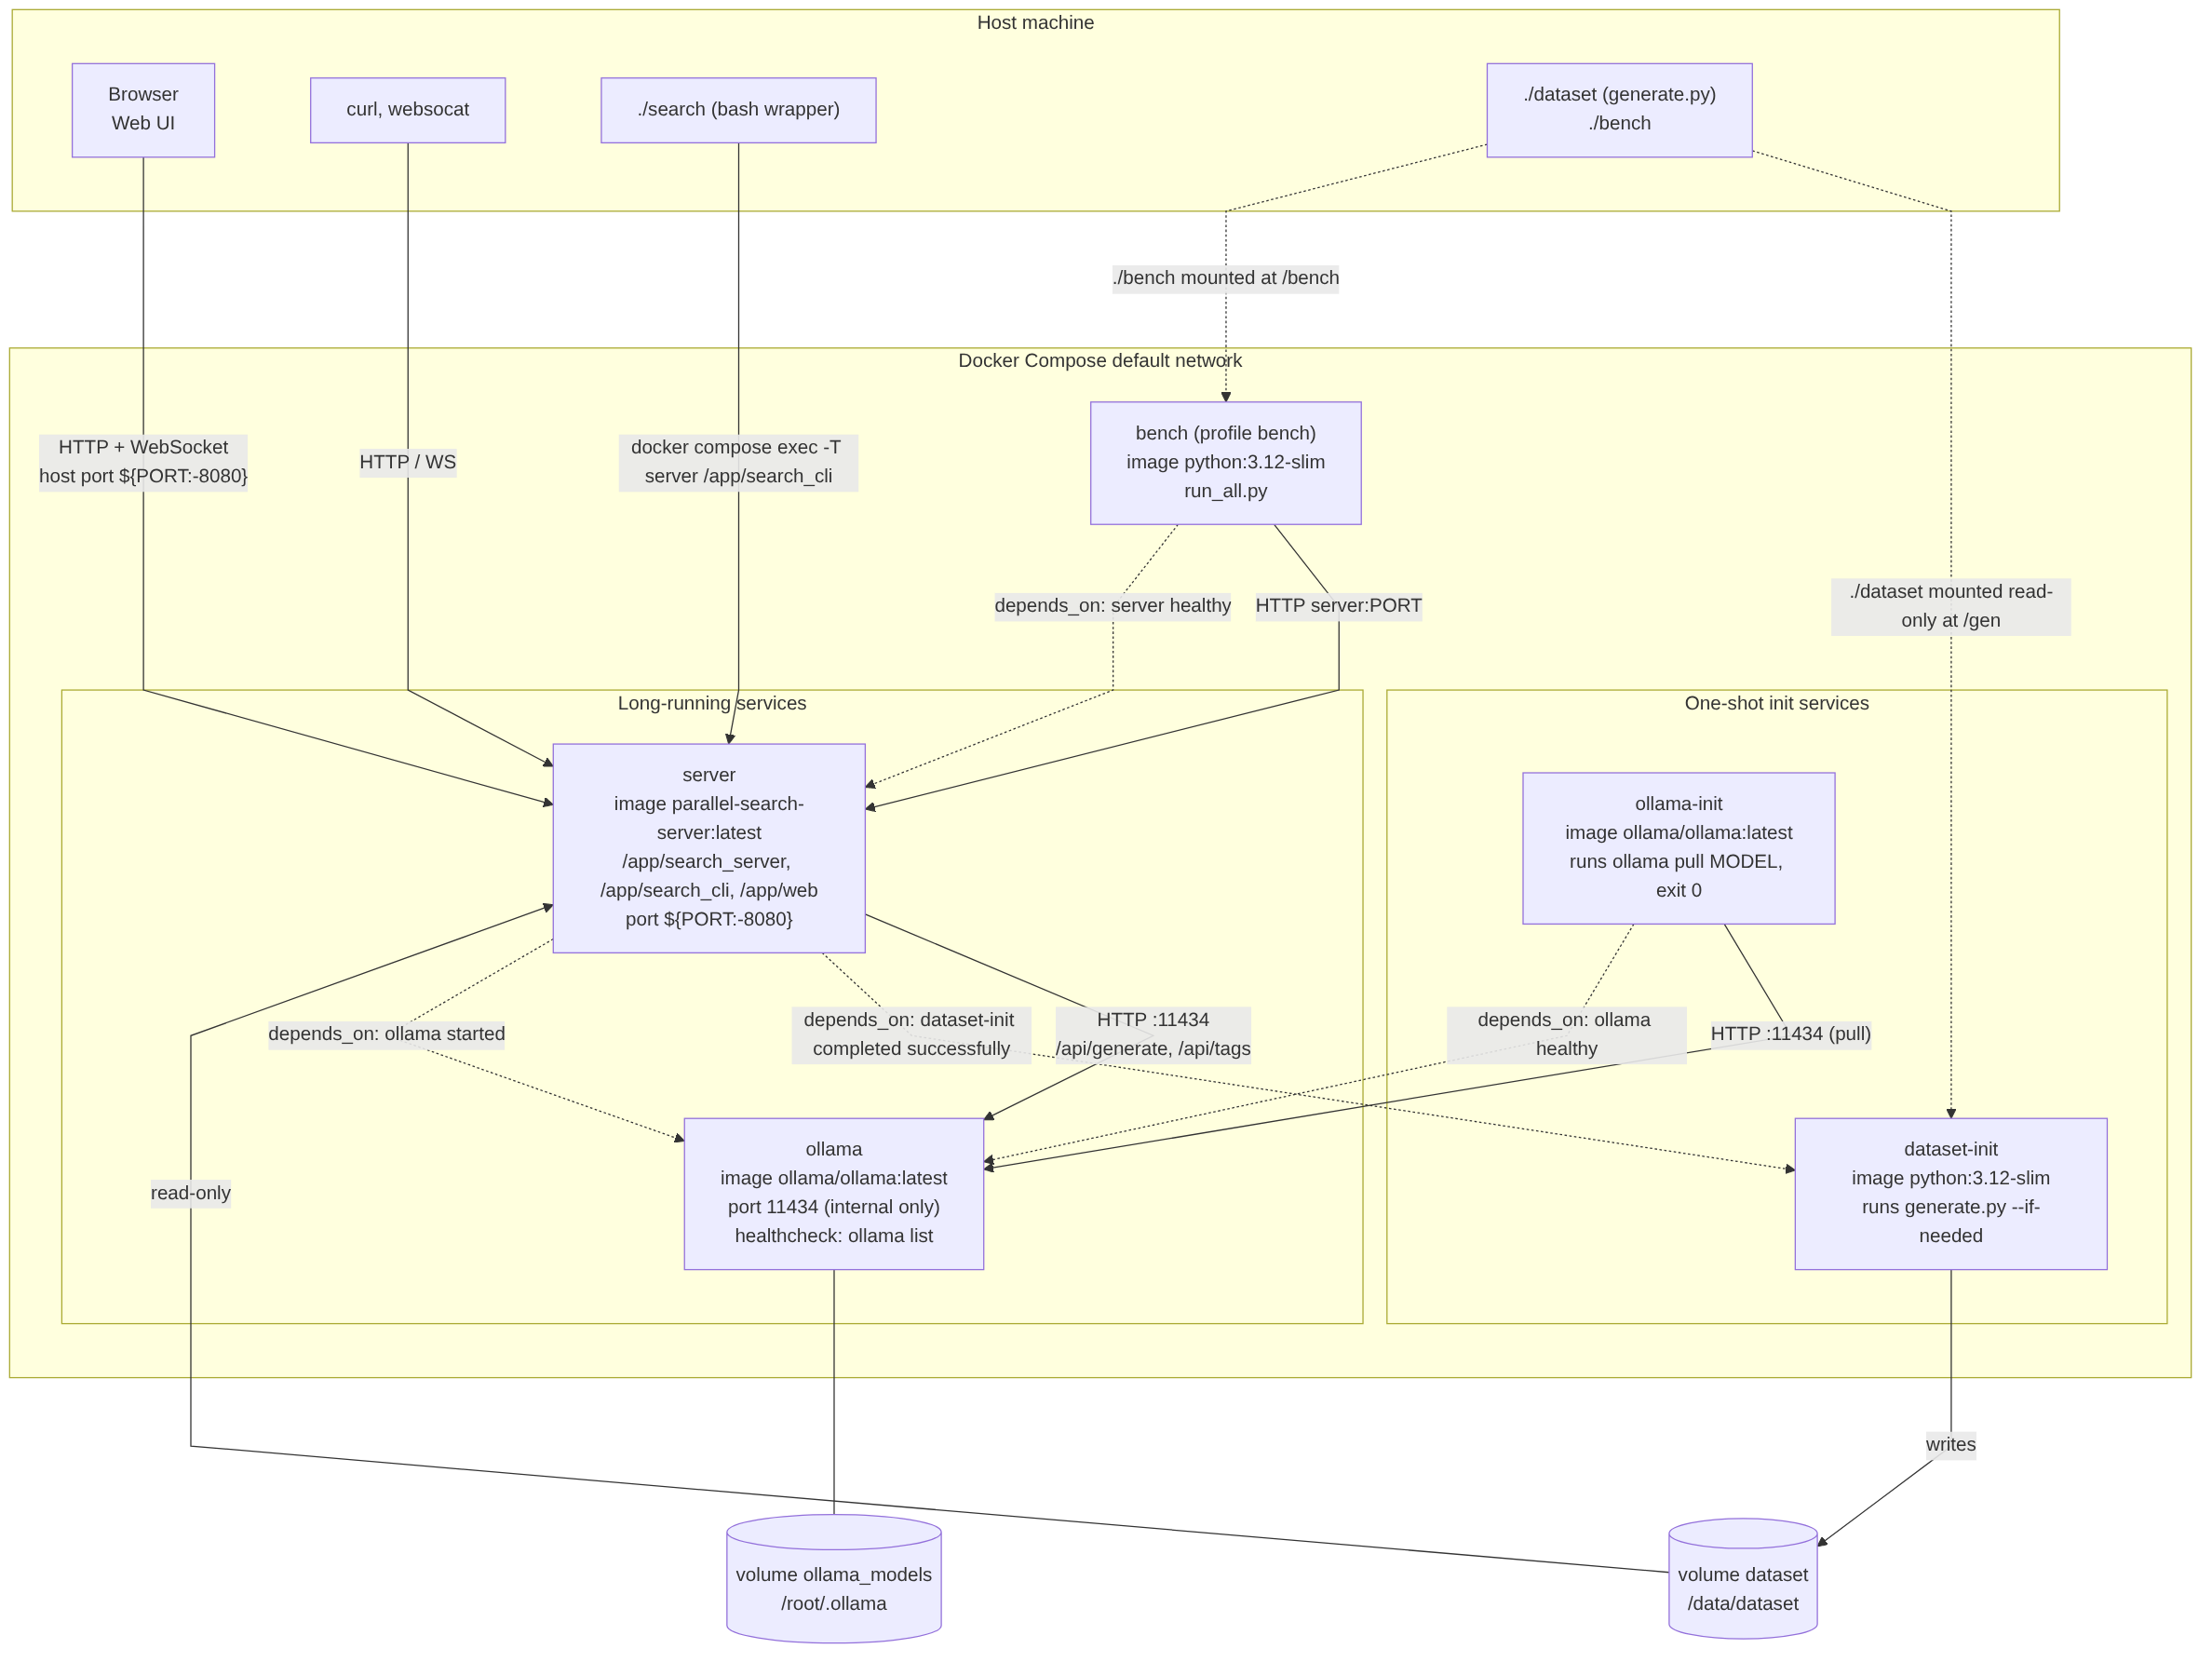 Host machine
Browser
Web UI
curl, websocat
./search (bash wrapper)
./dataset (generate.py)
./bench
./bench mounted at /bench
Docker Compose default network
HTTP + WebSocket
host port ${PORT:-8080}
HTTP / WS
docker compose exec -T
server /app/search_cli
bench (profile bench)
image python:3.12-slim
run_all.py
depends_on: server healthy
HTTP server:PORT
./dataset mounted read-
only at /gen
Long-running services
One-shot init services
server
image parallel-search-
server:latest
/app/search_server,
/app/search_cli, /app/web
port ${PORT:-8080}
ollama-init
image ollama/ollama:latest
runs ollama pull MODEL,
exit 0
depends_on: ollama started
depends_on: dataset-init
completed successfully
HTTP :11434
/api/generate, /api/tags
depends_on: ollama
healthy
HTTP :11434 (pull)
read-only
ollama
image ollama/ollama:latest
port 11434 (internal only)
healthcheck: ollama list
dataset-init
image python:3.12-slim
runs generate.py --if-
needed
writes
volume ollama_models
/root/.ollama
volume dataset
/data/dataset